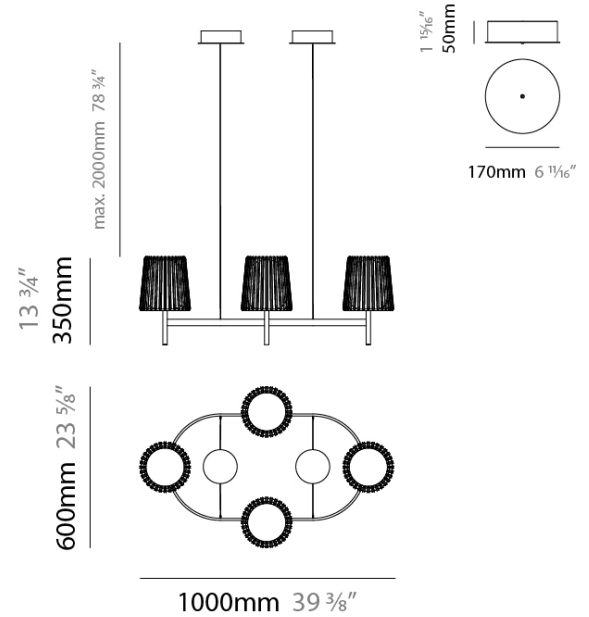 1 15/16″
50mm
170mm 6 11/16″
max. 2000mm 78 3/4″
13 3/4″
350mm
600mm 23 5/8″
1000mm 39 3/8″